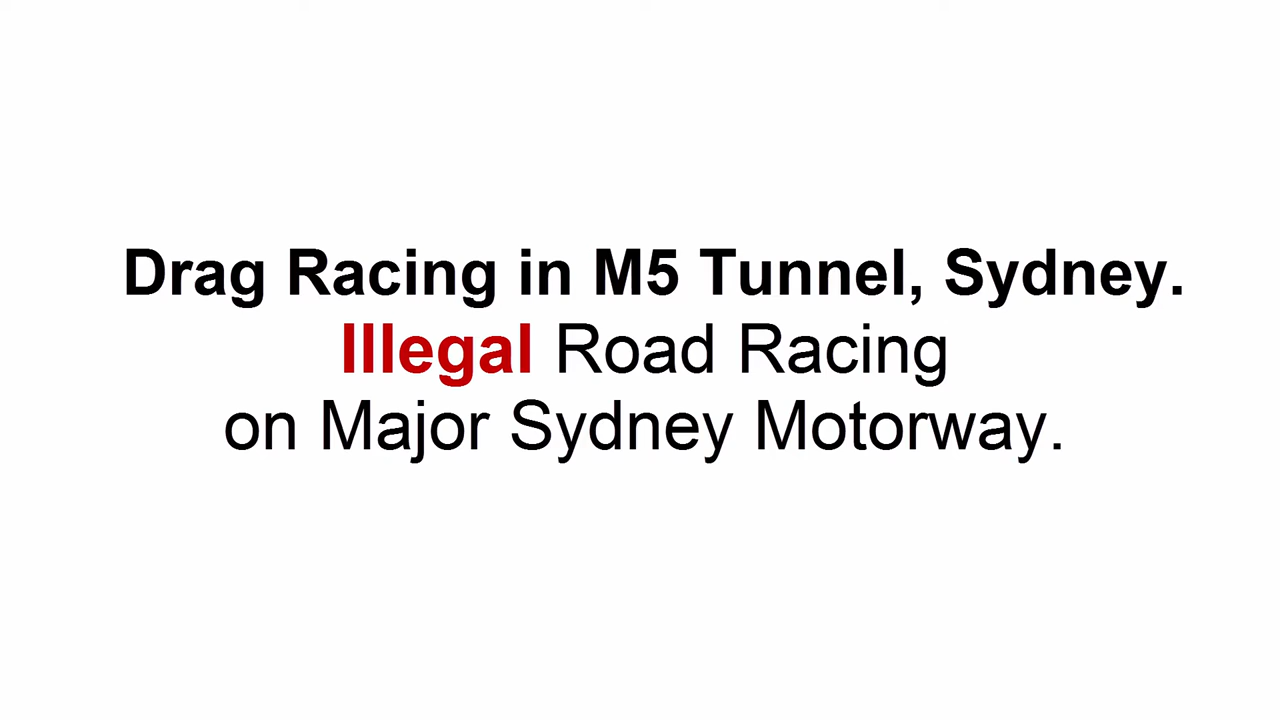 Drag Racing in M5 Tunnel, Sydney.
Illegal Road Racing
on Major Sydney Motorway.